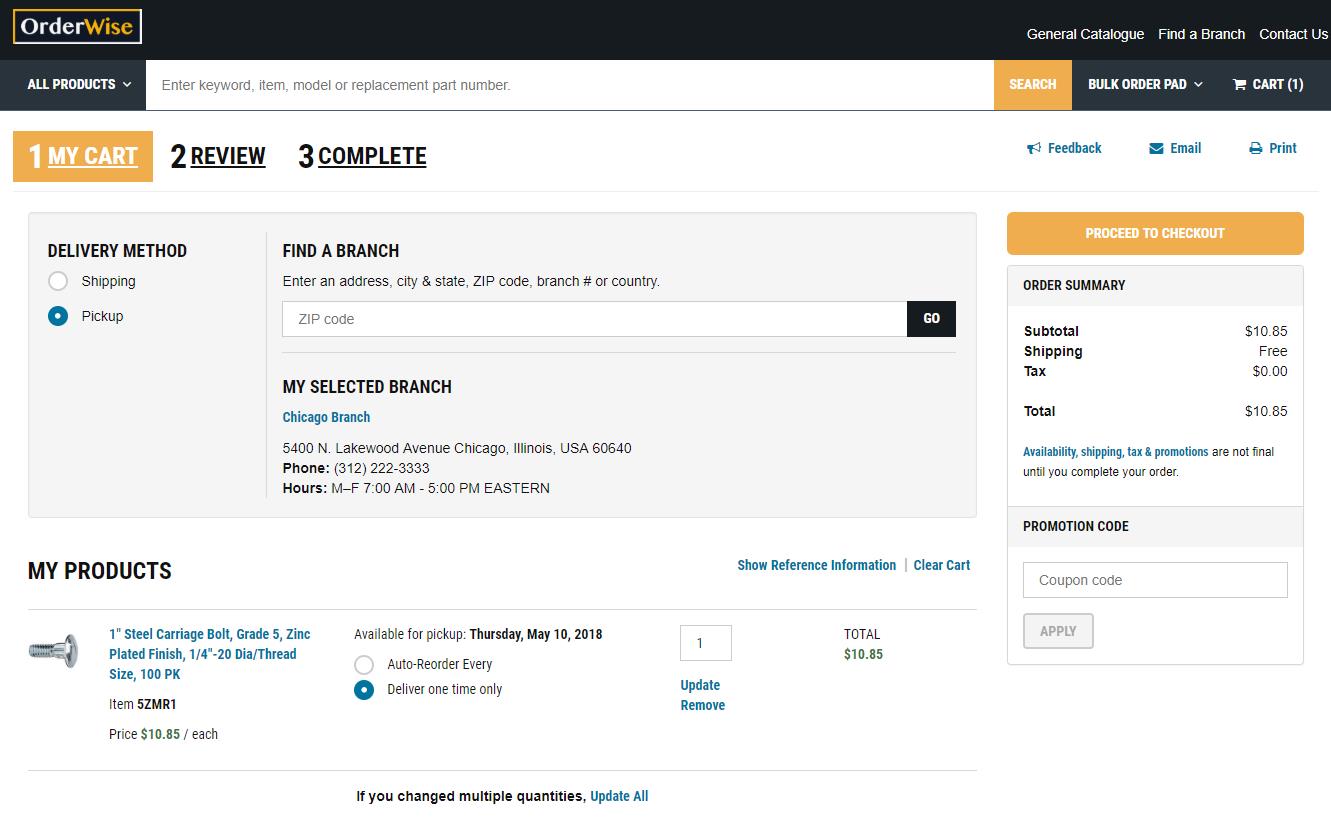 OrderWise
General Catalogue Find a Branch Contact Us
ALL PRODUCTS
Enter keyword, item, model or replacement part number.
SEARCH
BULK ORDER PAD
CART (1)
1 MY CART 2 REVIEW 3 COMPLETE
Feedback Email Print
DELIVERY METHOD
Shipping
Pickup
FIND A BRANCH
Enter an address, city & state, ZIP code, branch # or country.
ZIP code GO
MY SELECTED BRANCH
Chicago Branch
5400 N. Lakewood Avenue Chicago, Illinois, USA 60640
Phone: (312) 222-3333
Hours: M–F 7:00 AM - 5:00 PM EASTERN
PROCEED TO CHECKOUT
ORDER SUMMARY
Subtotal $10.85
Shipping Free
Tax $0.00
Total $10.85
Availability, shipping, tax & promotions are not final
until you complete your order.
PROMOTION CODE
Coupon code
APPLY
MY PRODUCTS
Show Reference Information | Clear Cart
1" Steel Carriage Bolt, Grade 5, Zinc
Plated Finish, 1/4"-20 Dia/Thread
Size, 100 PK
Item 5ZMR1
Price $10.85 / each
Available for pickup: Thursday, May 10, 2018
Auto-Reorder Every
Deliver one time only
1
Update
Remove
TOTAL
$10.85
If you changed multiple quantities, Update All